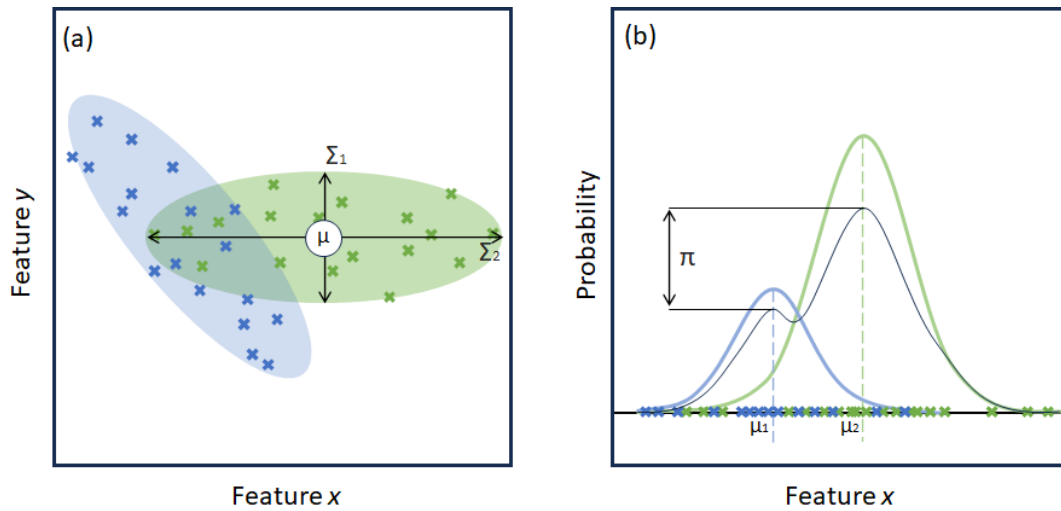 (a)
Σ1
μ
Σ2
Feature y
Feature x
(b)
Probability
π
μ1
μ2
Feature x